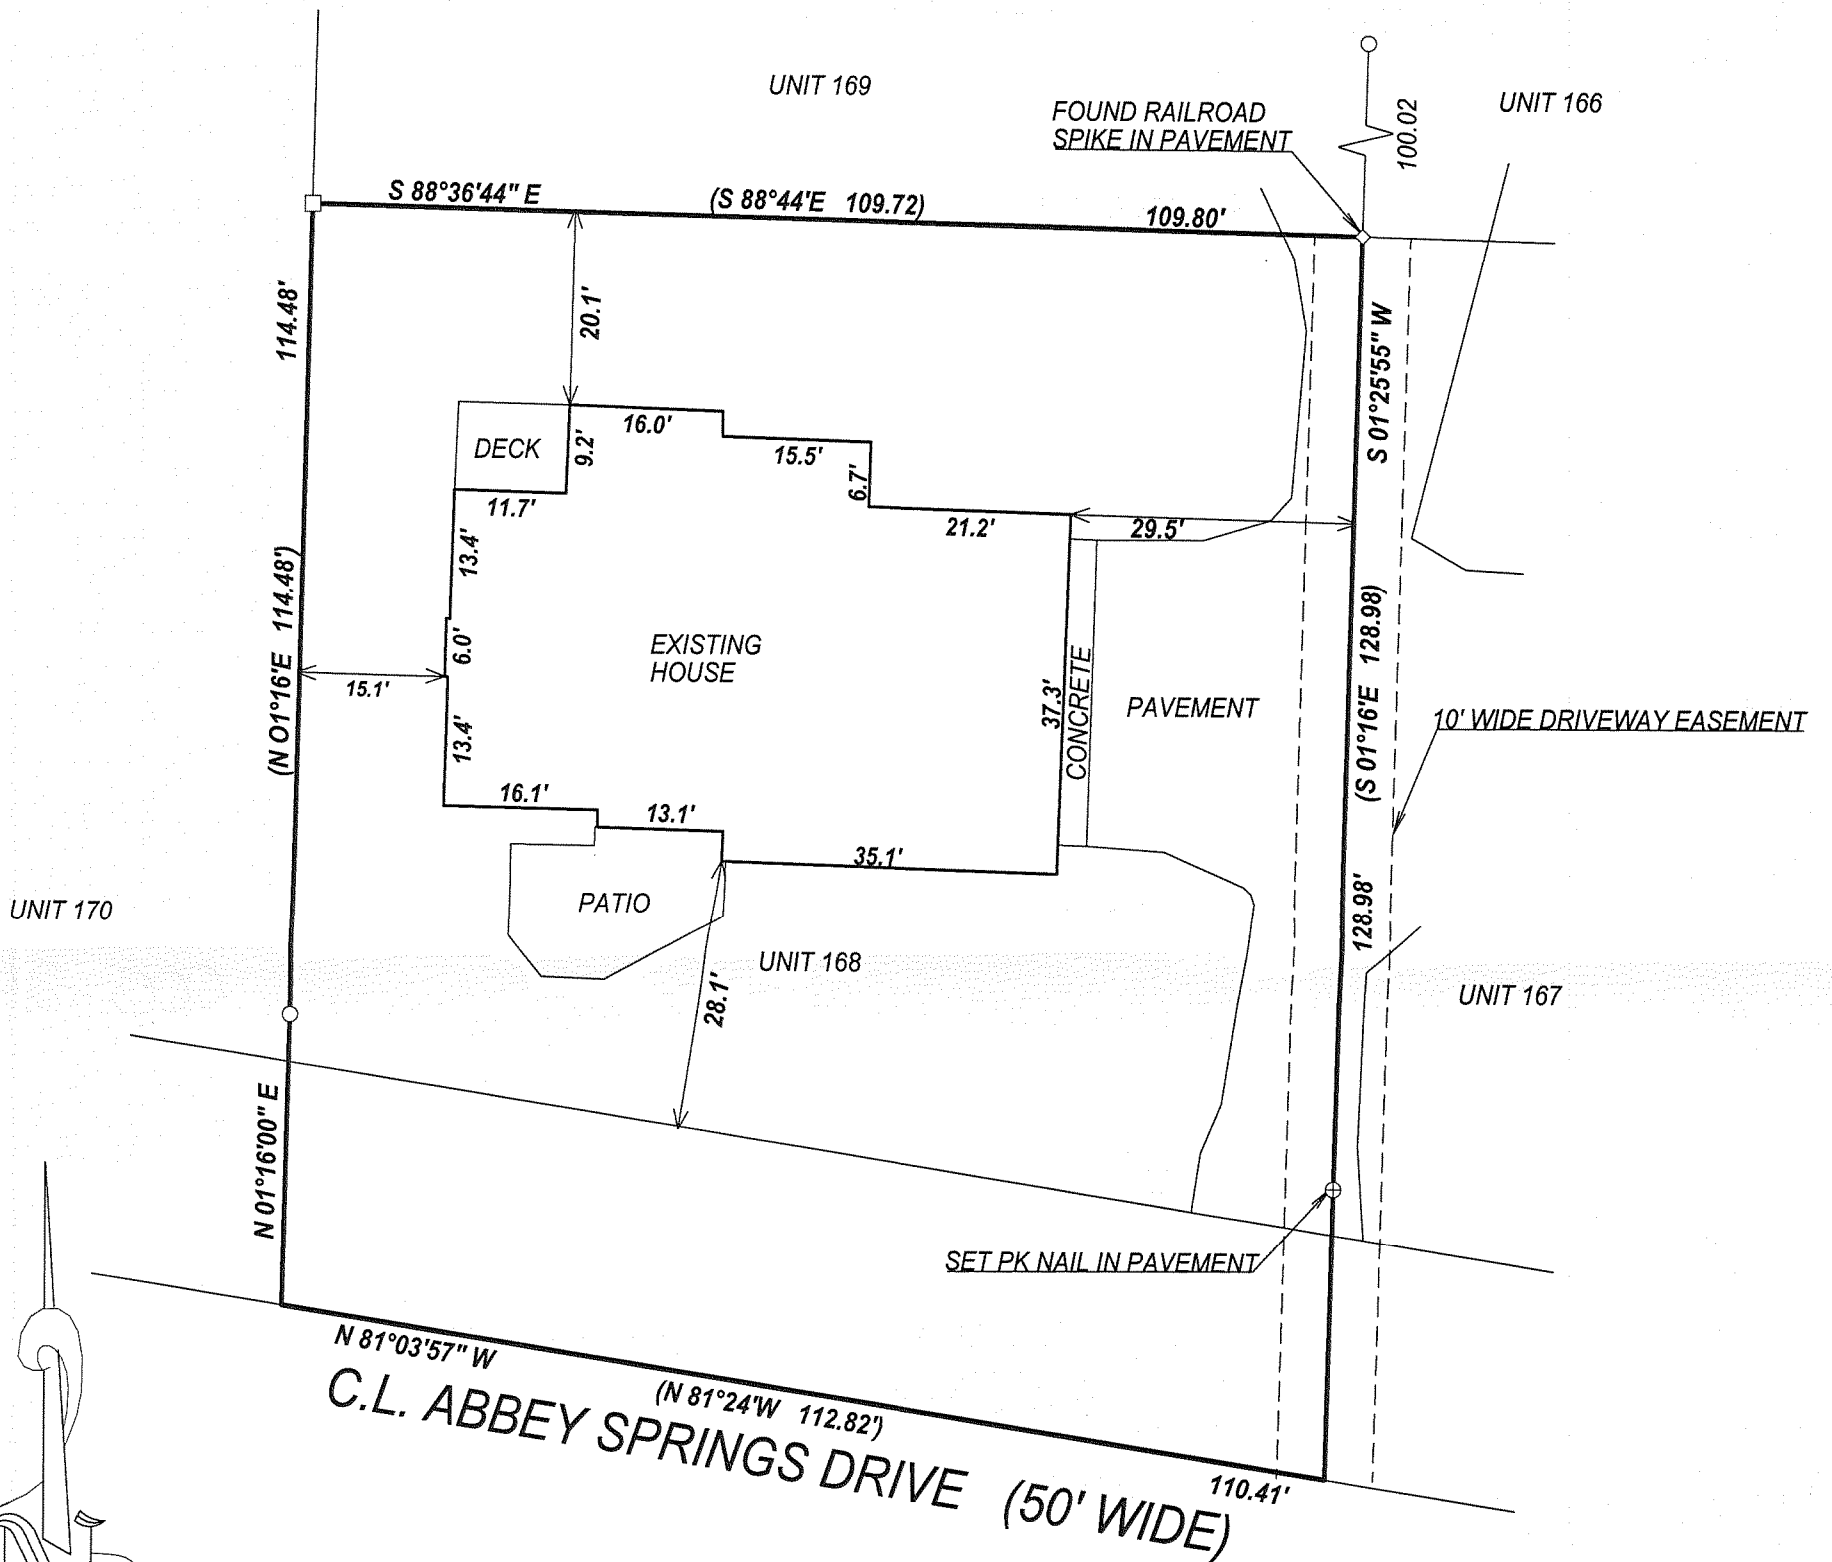 UNIT 169
FOUND RAILROAD
SPIKE IN PAVEMENT
100.02
UNIT 166
S 88°36'44" E
(S 88°44'E 109.72)
109.80'
114.48'
20.1'
S 01°25'55" W
DECK
16.0'
9.2'
15.5'
6.7'
11.7'
21.2'
29.5'
13.4'
(N O1°16'E 114.48')
6.0'
EXISTING
HOUSE
15.1'
13.4'
37.3'
CONCRETE
PAVEMENT
(S 01°16'E 128.98)
10' WIDE DRIVEWAY EASEMENT
16.1'
13.1'
35.1'
128.98'
UNIT 170
PATIO
UNIT 168
28.1'
UNIT 167
N 01°16'00" E
SET PK NAIL IN PAVEMENT
N 81°03'57" W
(N 81°24'W 112.82')
110.41'
C.L. ABBEY SPRINGS DRIVE (50' WIDE)